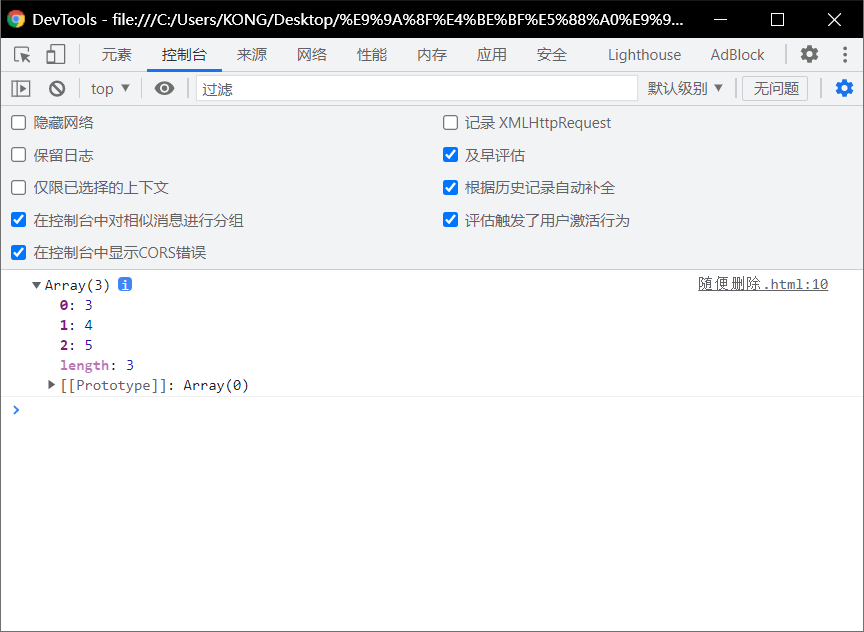 DevTools - file:///C:/Users/KONG/Desktop/%E9%9A%8F%E4%BE%BF%E5%88%A0%E9%9...
元素 控制台 来源 网络 性能 内存 应用 安全 Lighthouse AdBlock
top 过滤 默认级别 无问题
隐藏网络 记录 XMLHttpRequest
保留日志 及早评估
仅限已选择的上下文 根据历史记录自动补全
在控制台中对相似消息进行分组 评估触发了用户激活行为
在控制台中显示CORS错误
Array(3) 随便删除.html:10
0: 3
1: 4
2: 5
length: 3
[[Prototype]]: Array(0)